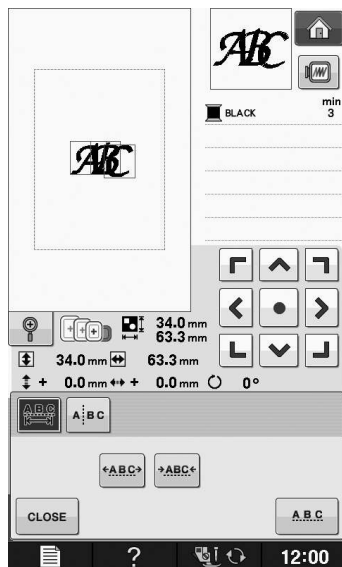 ABC
BLACK
min
3
ABC
34.0 mm
63.3 mm
34.0 mm 63.3 mm
+ 0.0 mm + 0.0 mm 0°
ABC A BC
ABC ABC
CLOSE
A B C
? 12:00